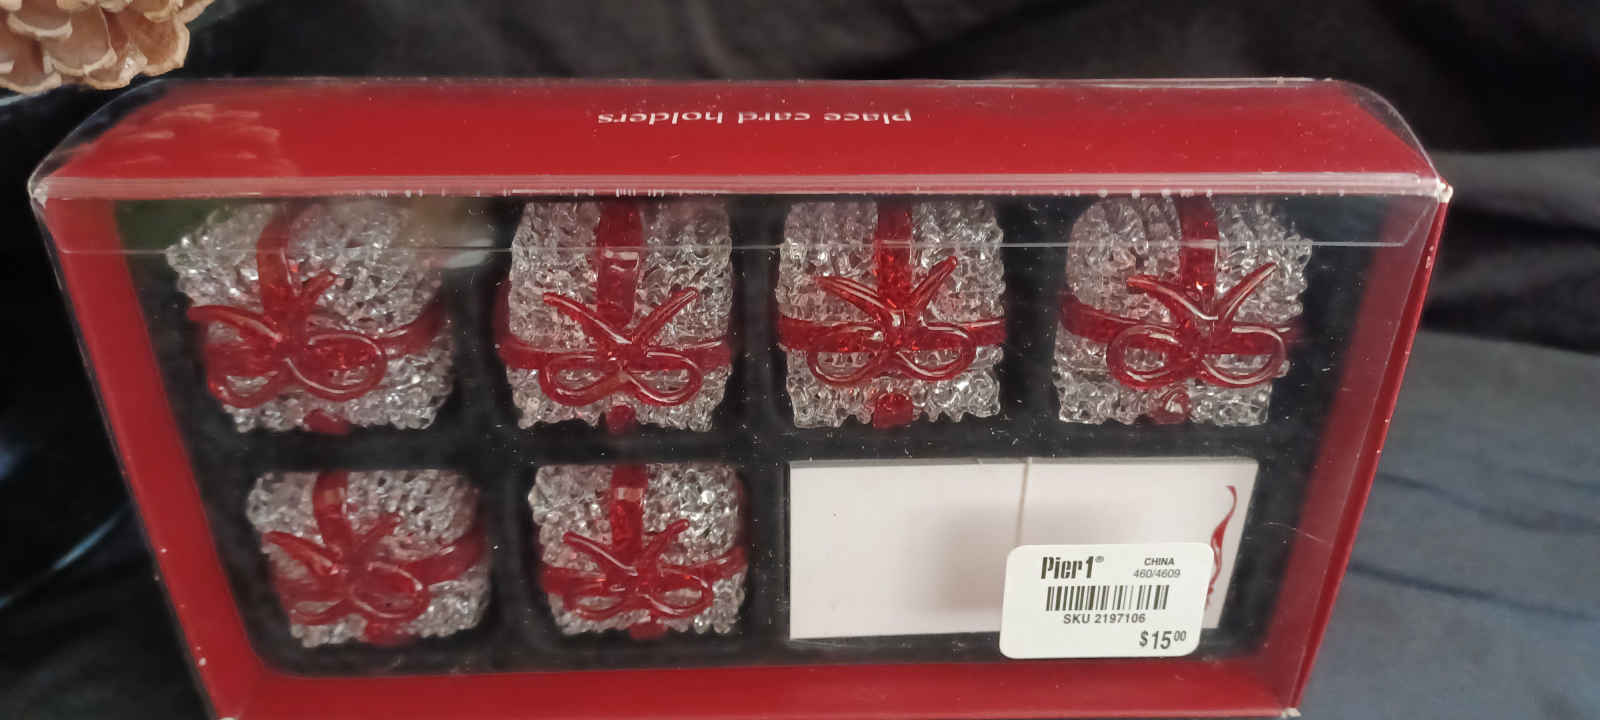 place card holders
Pier1®
CHINA
460/4609
SKU 2197106
$15.00